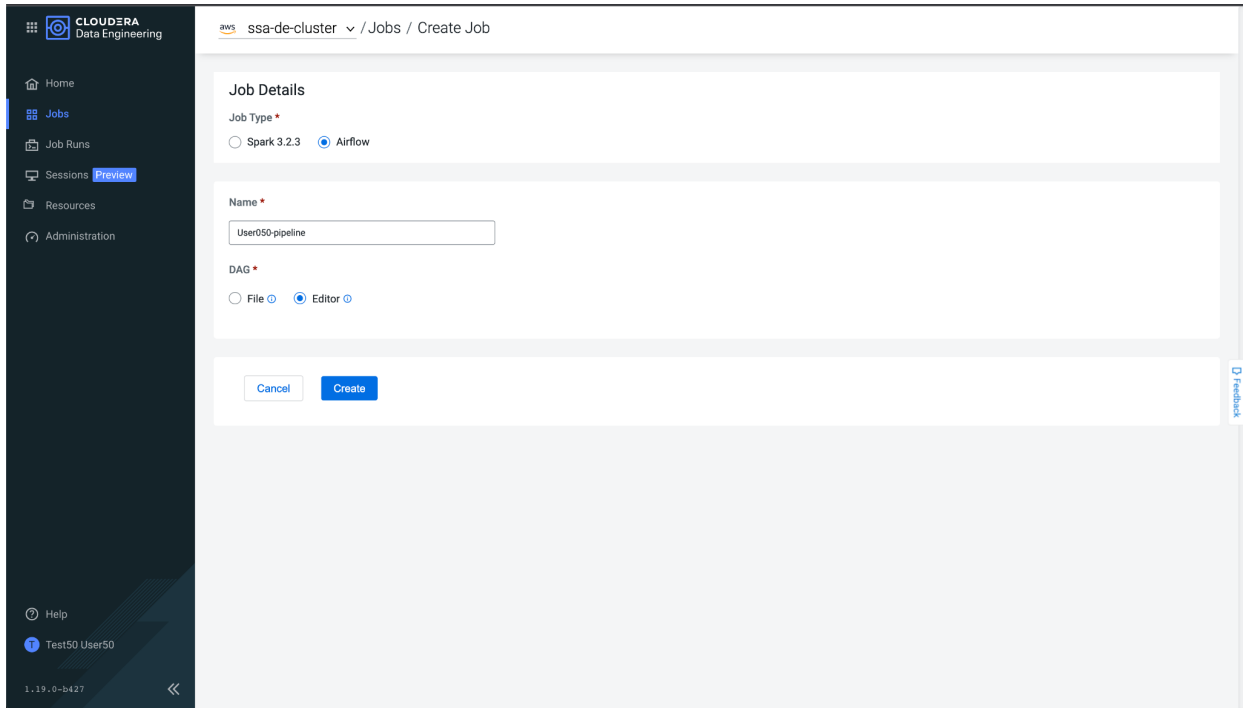 CLOUDERA
Data Engineering
aws ssa-de-cluster / Jobs / Create Job
Home
Jobs
Job Runs
Sessions Preview
Resources
Administration
Job Details
Job Type *
Spark 3.2.3 Airflow
Name *
User050-pipeline
DAG *
File Editor
Cancel Create
Feedback
Help
T Test50 User50
1.19.0-b427